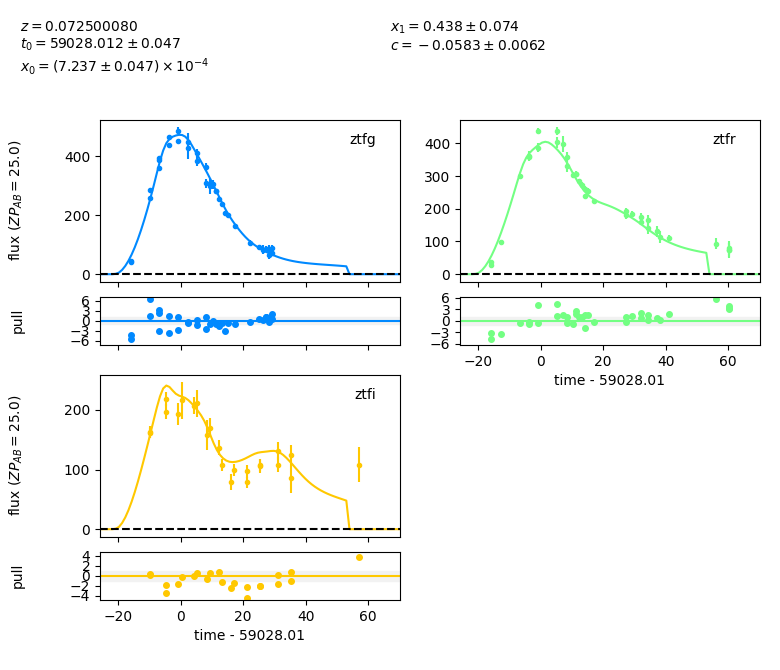 z = 0.072500080
t0 = 59028.012 ± 0.047
x0 = (7.237 ± 0.047) × 10^−4
x1 = 0.438 ± 0.074
c = −0.0583 ± 0.0062
flux (ZP_AB = 25.0)
400
200
0
ztfg
400
300
200
100
0
ztfr
pull
6
3
0
−3
−6
6
3
0
−3
−6
−20 0 20 40 60
time - 59028.01
flux (ZP_AB = 25.0)
200
100
0
ztfi
pull
4
2
0
−2
−4
−20 0 20 40 60
time - 59028.01